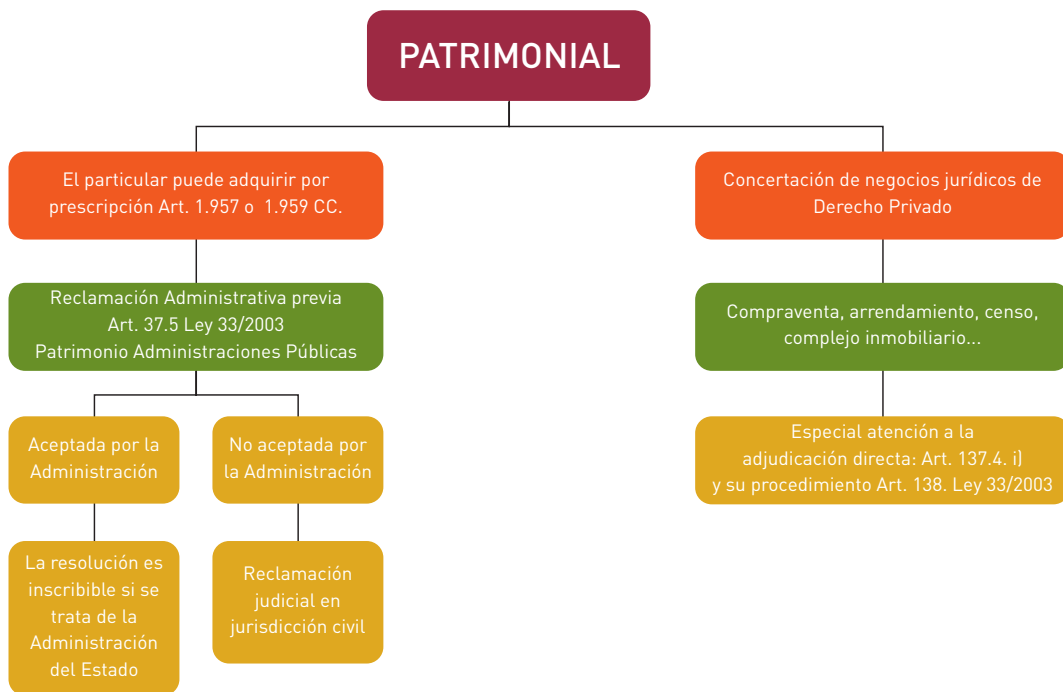 PATRIMONIAL
El particular puede adquirir por
prescripción Art. 1.957 o 1.959 CC.
Reclamación Administrativa previa
Art. 37.5 Ley 33/2003
Patrimonio Administraciones Públicas
Aceptada por la
Administración
La resolución es
inscribible si se
trata de la
Administración
del Estado
No aceptada por
la Administración
Reclamación
judicial en
jurisdicción civil
Concertación de negocios jurídicos de
Derecho Privado
Compraventa, arrendamiento, censo,
complejo inmobiliario...
Especial atención a la
adjudicación directa: Art. 137.4. i)
y su procedimiento Art. 138. Ley 33/2003